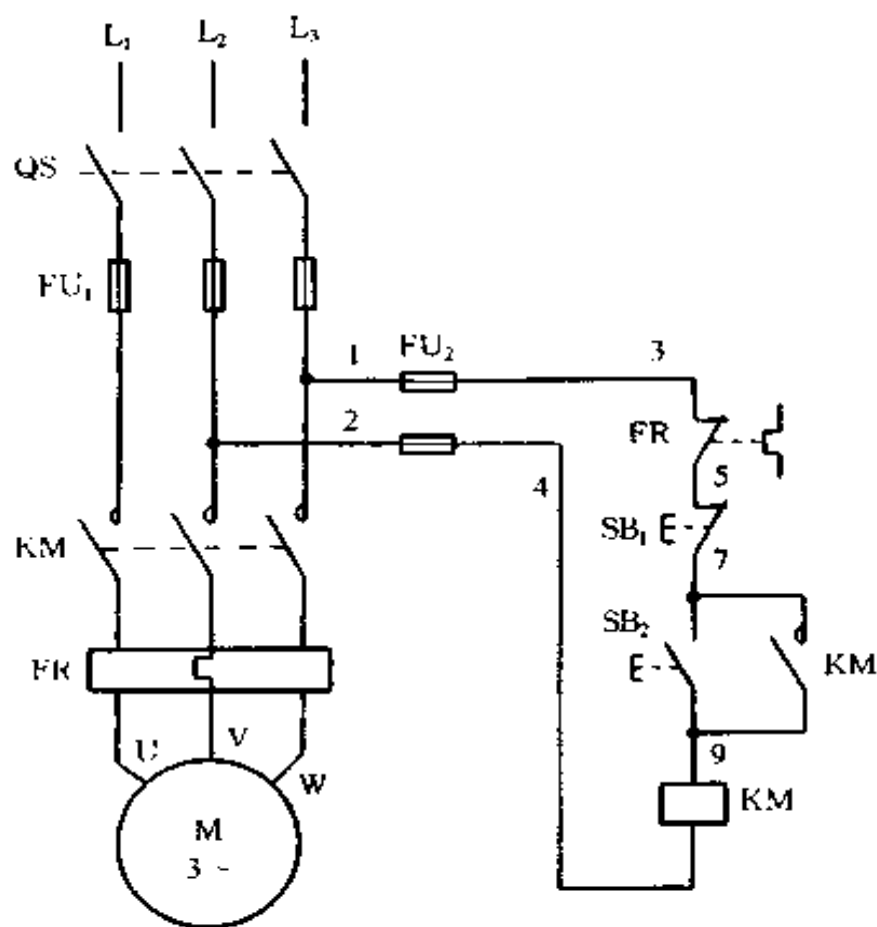 L₁ L₂ L₃
QS
FU₁
1 FU₂ 3
2
FR
4 5
KM SB₁
7
SB₂
FR KM
U V W
9
KM
M
3 ~